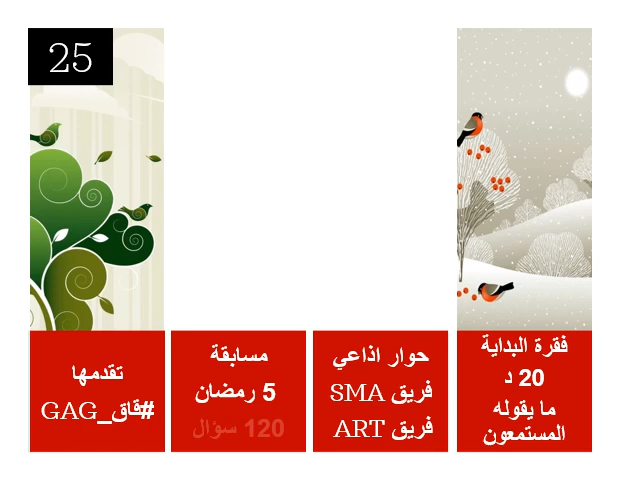 25
فقرة البداية
20 د
ما يقوله
المستمعون
حوار اذاعي
فريق SMA
فريق ART
مسابقة
5 رمضان
120 سؤال
تقدمها
#قاق_GAG